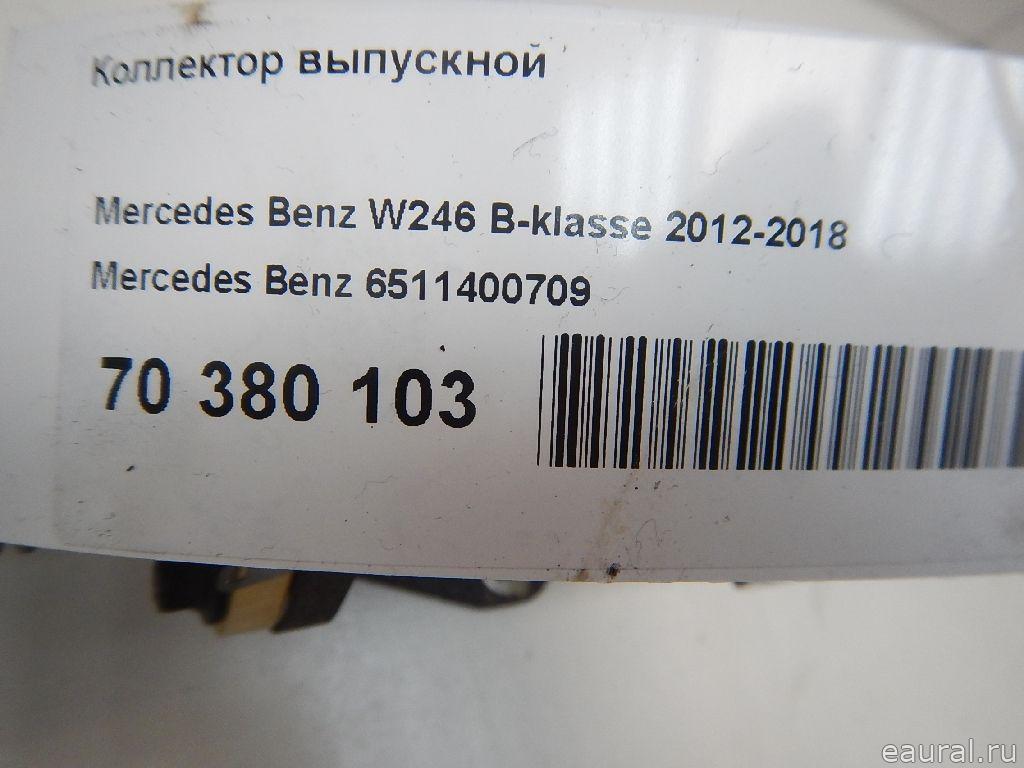 Коллектор выпускной
Mercedes Benz W246 B-klasse 2012-2018
Mercedes Benz 6511400709
70 380 103
eaural.ru